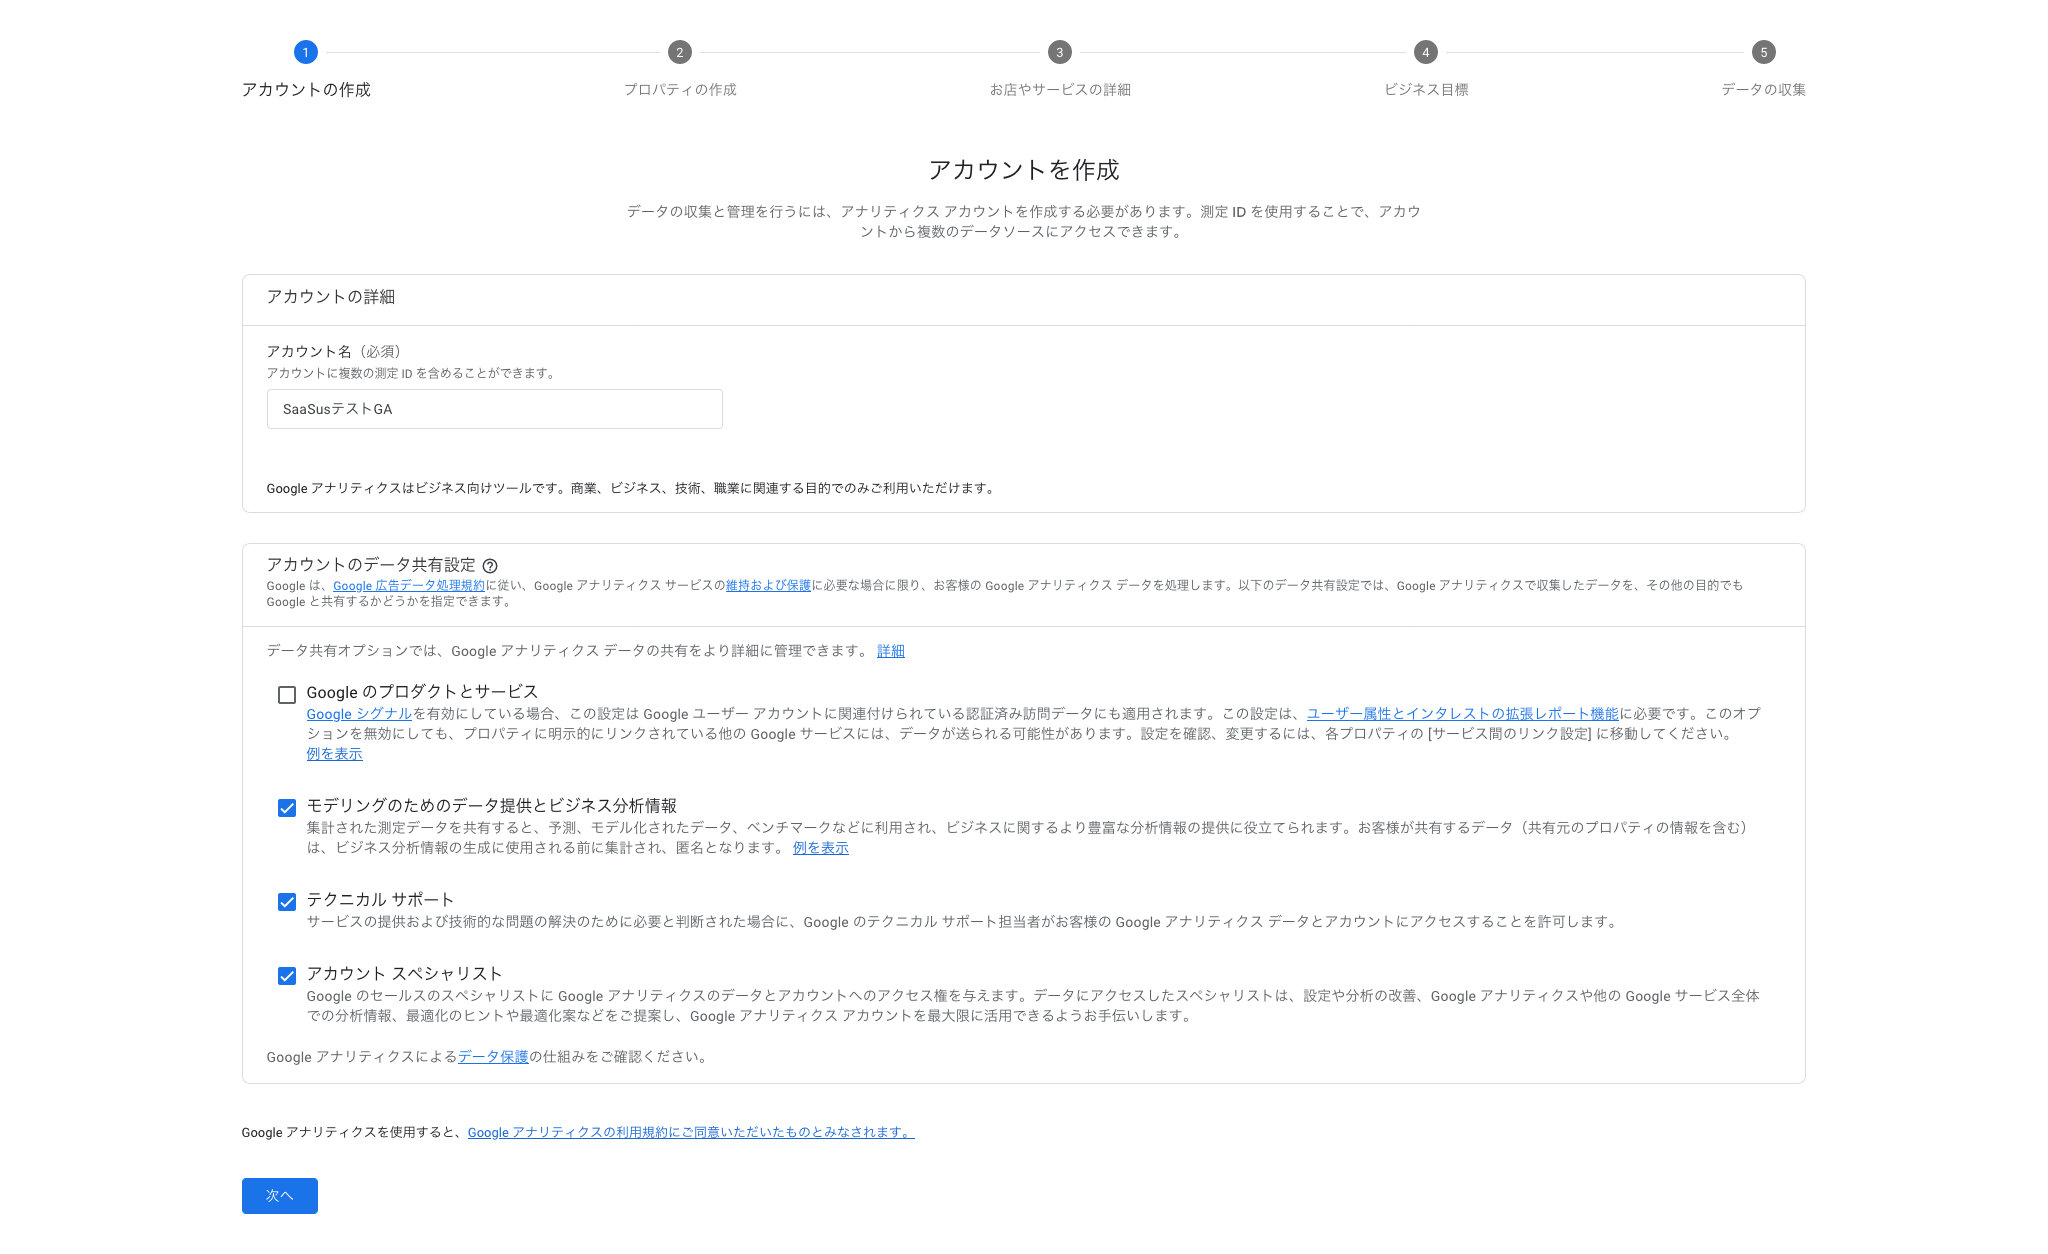 1
2
3
4
5
アカウントの作成
プロパティの作成
お店やサービスの詳細
ビジネス目標
データの収集
アカウントを作成
データの収集と管理を行うには、アナリティクス アカウントを作成する必要があります。測定 ID を使用することで、アカウ
ントから複数のデータソースにアクセスできます。
アカウントの詳細
アカウント名（必須）
アカウントに複数の測定 ID を含めることができます。
SaaSusテストGA
Google アナリティクスはビジネス向けツールです。商業、ビジネス、技術、職業に関連する目的でのみご利用いただけます。
アカウントのデータ共有設定
Google は、Google 広告データ処理規約に従い、Google アナリティクス サービスの維持および保護に必要な場合に限り、お客様の Google アナリティクス データを処理します。以下のデータ共有設定では、Google アナリティクスで収集したデータを、その他の目的でも
Google と共有するかどうかを指定できます。
データ共有オプションでは、Google アナリティクス データの共有をより詳細に管理できます。 詳細
Google のプロダクトとサービス
Google シグナルを有効にしている場合、この設定は Google ユーザー アカウントに関連付けられている認証済み訪問データにも適用されます。この設定は、ユーザー属性とインタレストの拡張レポート機能に必要です。このオプ
ションを無効にしても、プロパティに明示的にリンクされている他の Google サービスには、データが送られる可能性があります。設定を確認、変更するには、各プロパティの [サービス間のリンク設定] に移動してください。
例を表示
モデリングのためのデータ提供とビジネス分析情報
集計された測定データを共有すると、予測、モデル化されたデータ、ベンチマークなどに利用され、ビジネスに関するより豊富な分析情報の提供に役立てられます。お客様が共有するデータ（共有元のプロパティの情報を含む）
は、ビジネス分析情報の生成に使用される前に集計され、匿名となります。 例を表示
テクニカル サポート
サービスの提供および技術的な問題の解決のために必要と判断された場合に、Google のテクニカル サポート担当者がお客様の Google アナリティクス データとアカウントにアクセスすることを許可します。
アカウント スペシャリスト
Google のセールスのスペシャリストに Google アナリティクスのデータとアカウントへのアクセス権を与えます。データにアクセスしたスペシャリストは、設定や分析の改善、Google アナリティクスや他の Google サービス全体
での分析情報、最適化のヒントや最適化案などをご提案し、Google アナリティクス アカウントを最大限に活用できるようお手伝いします。
Google アナリティクスによるデータ保護の仕組みをご確認ください。
Google アナリティクスを使用すると、Google アナリティクスの利用規約にご同意いただいたものとみなされます。
次へ